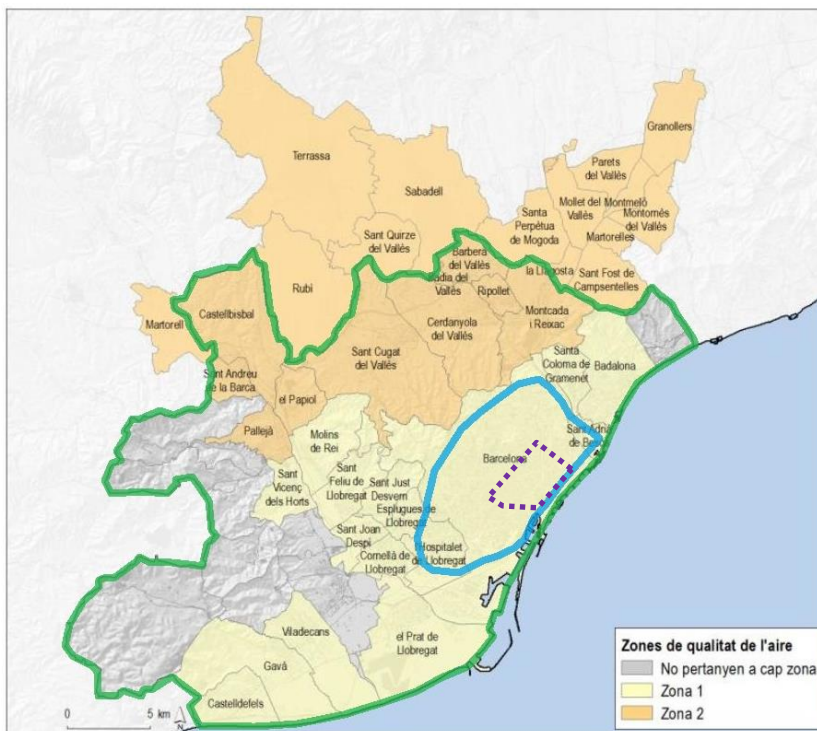 Granollers
Terrassa
Parets
del Vallès
Sabadell
Mollet del
Vallès
Montmeló
Santa
Perpètua
de Mogoda
Montornés
del Vallès
Sant Quirze
del Vallès
Martorelles
Barberà
del Vallès
la Llagosta
Sant Fost de
Campsentelles
Badia del
Vallès
Ripollet
Rubí
Castellbisbal
Martorell
Montcada
i Reixac
Cerdanyola
del Vallès
Sant Cugat
del Vallès
Santa
Coloma de
Gramenet
Badalona
Sant Andreu
de la Barca
el Papiol
Pallejà
Molins
de Rei
Sant Adrià
de Besòs
Barcelona
Sant
Feliu de
Llobregat
Sant
Vicenç
dels Horts
Sant Just
Desvern
Esplugues de
Llobregat
Sant Joan
Despí
Cornellà de
Llobregat
l'Hospitalet
de Llobregat
Viladecans
el Prat de
Llobregat
Gavà
Castelldefels
0 5 km
N
Zones de qualitat de l'aire
No pertanyen a cap zona
Zona 1
Zona 2